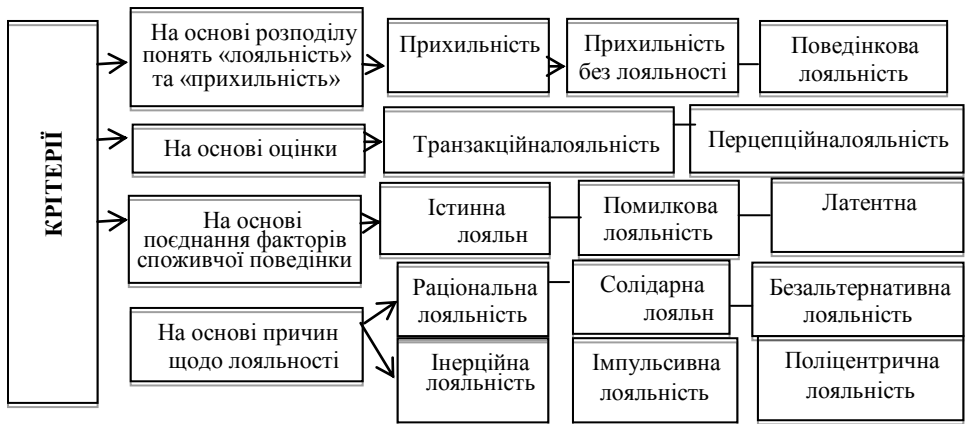 КРІТЕРІЇ
На основі розподілу
понять «лояльність»
та «прихильність»
Прихильність
Прихильність
без лояльності
Поведінкова
лояльність
На основі оцінки
Транзакційналояльність
Перцепційналояльність
На основі
поєднання факторів
споживчої поведінки
Істинна
лояльн
Помилкова
лояльність
Латентна
На основі причин
щодо лояльності
Раціональна
лояльність
Солідарна
лояльн
Безальтернативна
лояльність
Інерційна
лояльність
Імпульсивна
лояльність
Поліцентрична
лояльність